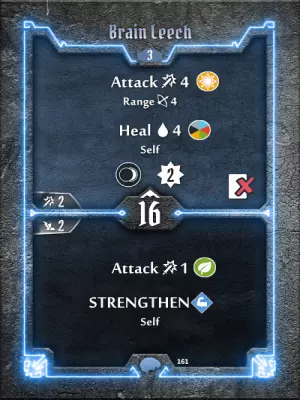 Brain Leech
3
Attack 4
Range 4
Heal 4
Self
2
2
16
2
Attack 1
STRENGTHEN
Self
161